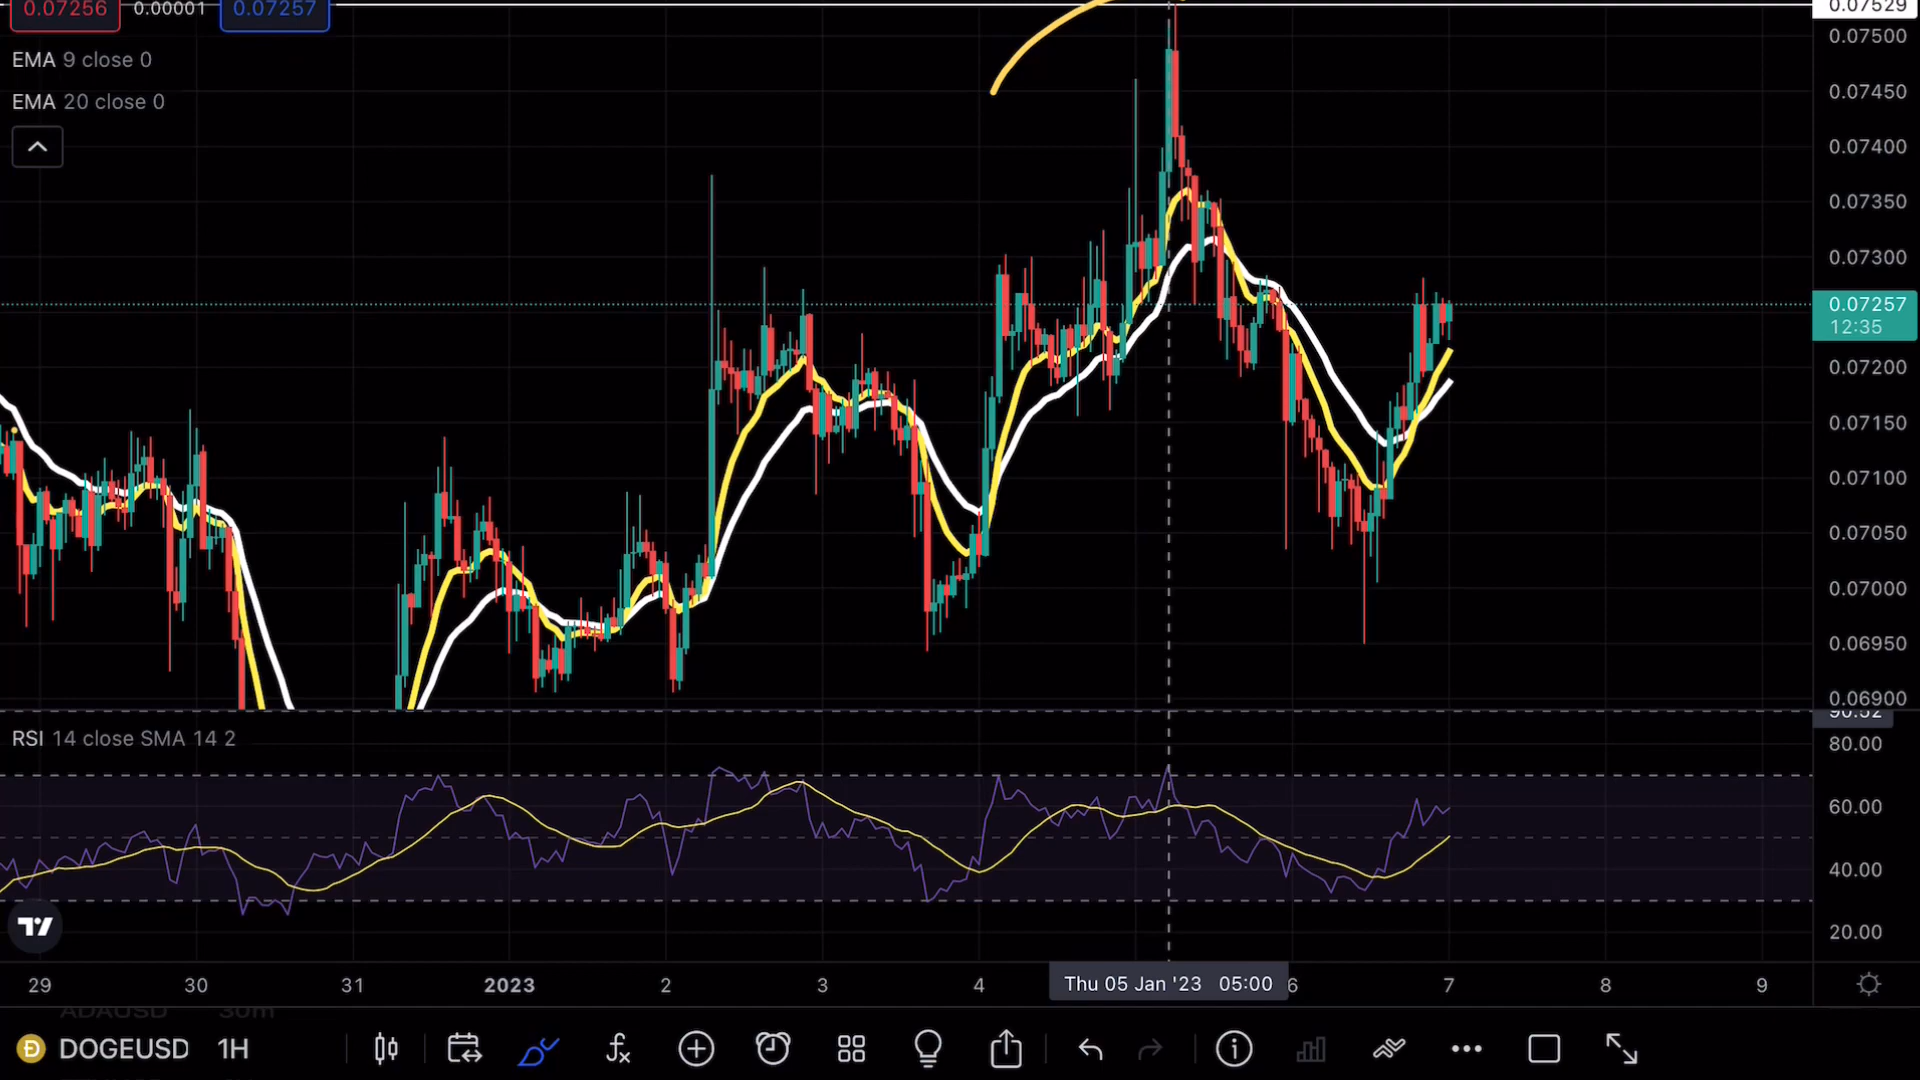 0.07256 0.00001 0.07257
EMA 9 close 0
EMA 20 close 0
0.07529
0.07500
0.07450
0.07400
0.07350
0.07300
0.07257
12:35
0.07200
0.07150
0.07100
0.07050
0.07000
0.06950
0.06900
90.52
RSI 14 close SMA 14 2
80.00
60.00
40.00
20.00
29 30 31 2023 2 3 4 Thu 05 Jan '23 05:00 6 7 8 9
ADAUSD 30m
DOGEUSD 1H